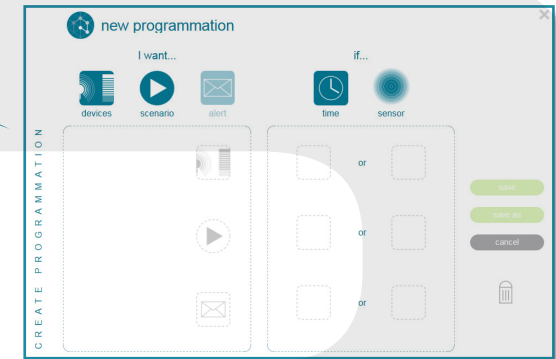 new programmation
I want...
if...
devices
scenario
alert
time
sensor
CREATE PROGRAMMATION
or
or
or
save
save as
cancel